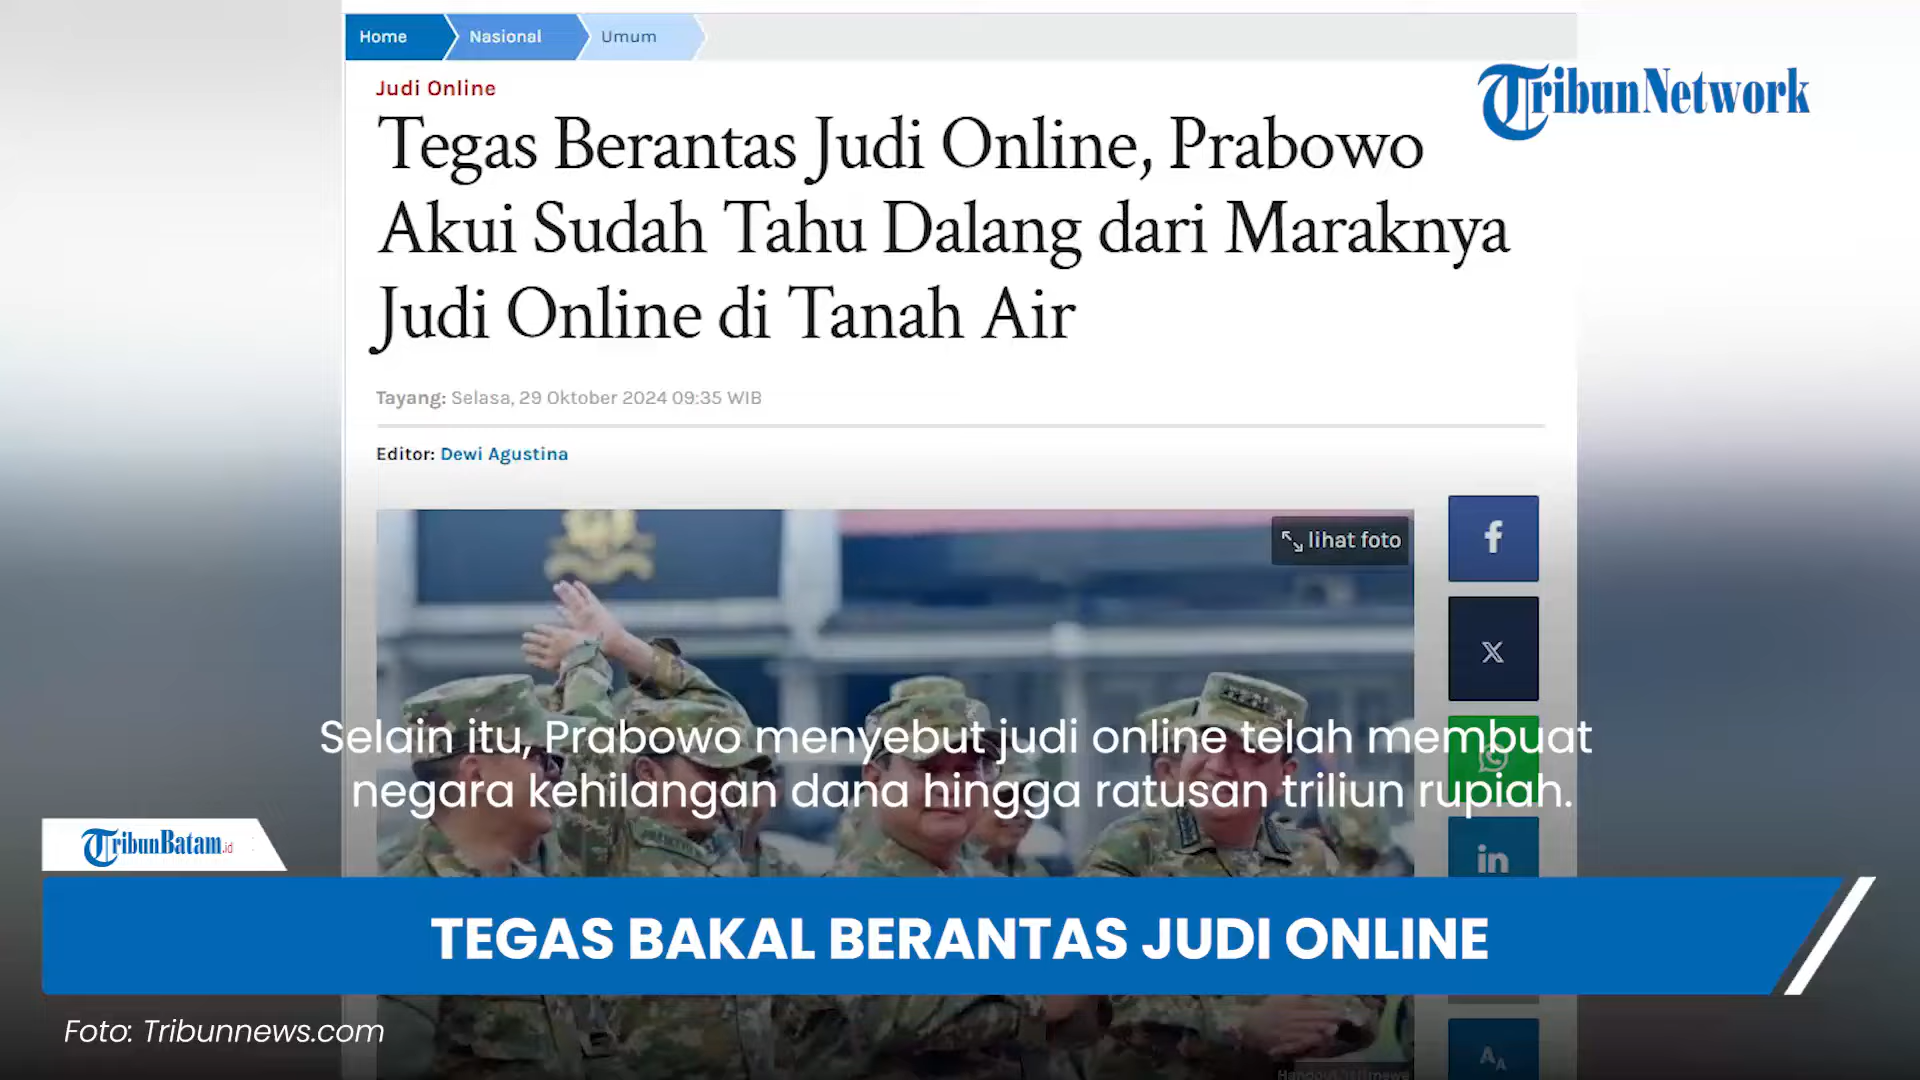 Home
Nasional
Umum
Judi Online
TribunNetwork
Tegas Berantas Judi Online, Prabowo
Akui Sudah Tahu Dalang dari Maraknya
Judi Online di Tanah Air
Tayang: Selasa, 29 Oktober 2024 09:35 WIB
Editor: Dewi Agustina
lihat foto
f
X
Selain itu, Prabowo menyebut judi online telah membuat
negara kehilangan dana hingga ratusan triliun rupiah.
in
TribunBatam.id
TEGAS BAKAL BERANTAS JUDI ONLINE
Foto: Tribunnews.com
AA